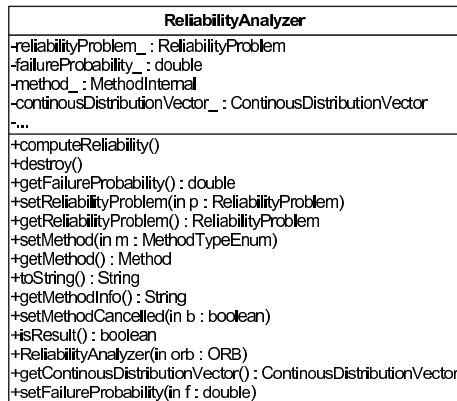 ReliabilityAnalyzer
-reliabilityProblem_ : ReliabilityProblem
-failureProbability_ : double
-method_ : MethodInternal
-continousDistributionVector_ : ContinousDistributionVector
-...
+computeReliability()
+destroy()
+getFailureProbability() : double
+setReliabilityProblem(in p : ReliabilityProblem)
+getReliabilityProblem() : ReliabilityProblem
+setMethod(in m : MethodTypeEnum)
+getMethod() : Method
+toString() : String
+getMethodInfo() : String
+setMethodCancelled(in b : boolean)
+isResult() : boolean
+ReliabilityAnalyzer(in orb : ORB)
+getContinousDistributionVector() : ContinousDistributionVector
+setFailureProbability(in f : double)